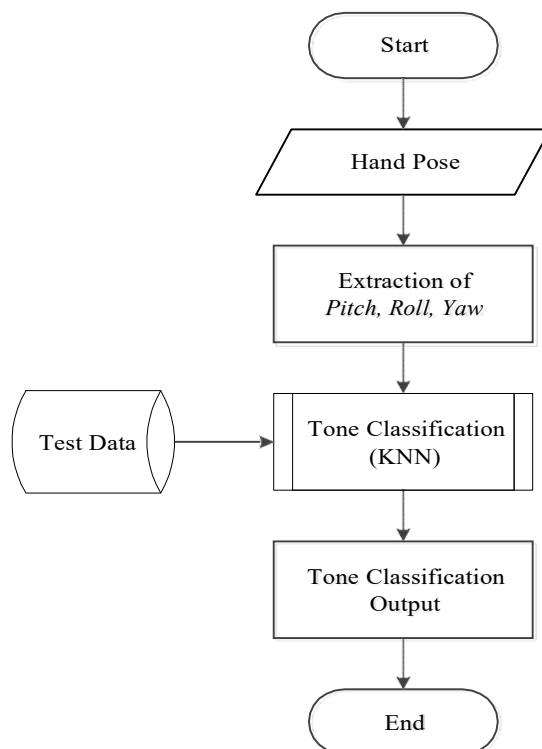 Start
Hand Pose
Extraction of
Pitch, Roll, Yaw
Test Data
Tone Classification
(KNN)
Tone Classification
Output
End